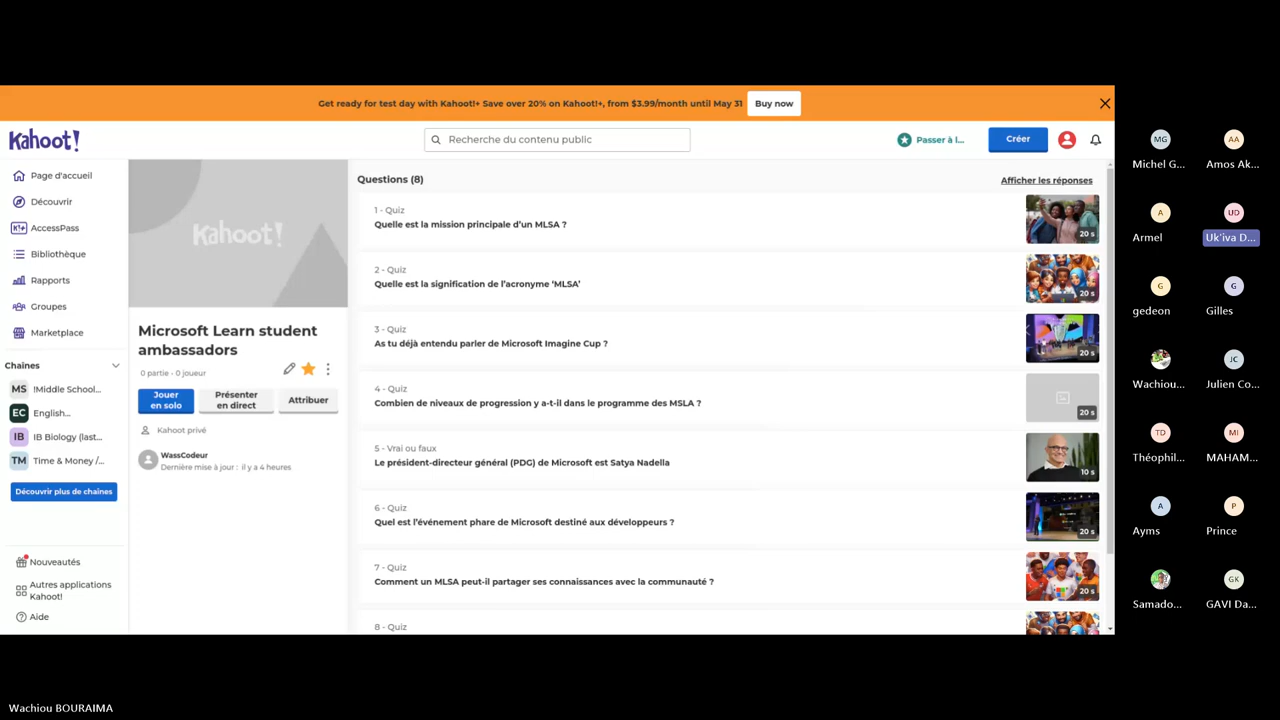 Get ready for test day with Kahoot!+ Save over 20% on Kahoot!+, from $3.99/month until May 31
Buy now
Kahoot!
Recherche du contenu public
Passer à l...
Créer
Page d'accueil
Découvrir
K!+ AccessPass
Bibliothèque
Rapports
Groupes
Marketplace
Chaînes
MS !Middle School...
EC English...
IB IB Biology (last...
TM Time & Money /...
Découvrir plus de chaînes
Nouveautés
Autres applications
Kahoot!
Aide
Kahoot!
Microsoft Learn student
ambassadors
0 partie · 0 joueur
Jouer
en solo
Présenter
en direct
Attribuer
Kahoot privé
WassCodeur
Dernière mise à jour : il y a 4 heures
Questions (8)
Afficher les réponses
1 - Quiz
Quelle est la mission principale d'un MLSA ?
20 s
2 - Quiz
Quelle est la signification de l'acronyme ‘MLSA’
20 s
3 - Quiz
As tu déjà entendu parler de Microsoft Imagine Cup ?
20 s
4 - Quiz
Combien de niveaux de progression y a-t-il dans le programme des MSLA ?
20 s
5 - Vrai ou faux
Le président-directeur général (PDG) de Microsoft est Satya Nadella
10 s
6 - Quiz
Quel est l'événement phare de Microsoft destiné aux développeurs ?
20 s
7 - Quiz
Comment un MLSA peut-il partager ses connaissances avec la communauté ?
20 s
8 - Quiz
MG AA
Michel G... Amos Ak...
A UD
Armel Uk'iva D...
G G
gedeon Gilles
JC
Wachiou... Julien Co...
TD MI
Théophil... MAHAM...
A P
Ayms Prince
GK
Samado... GAVI Da...
Wachiou BOURAIMA